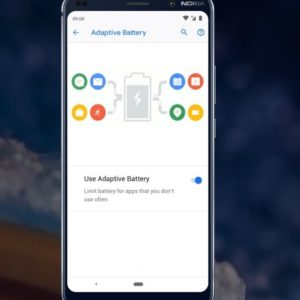 NOKIA
09:00
Adaptive Battery
Use Adaptive Battery
Limit battery for apps that you don't
use often.